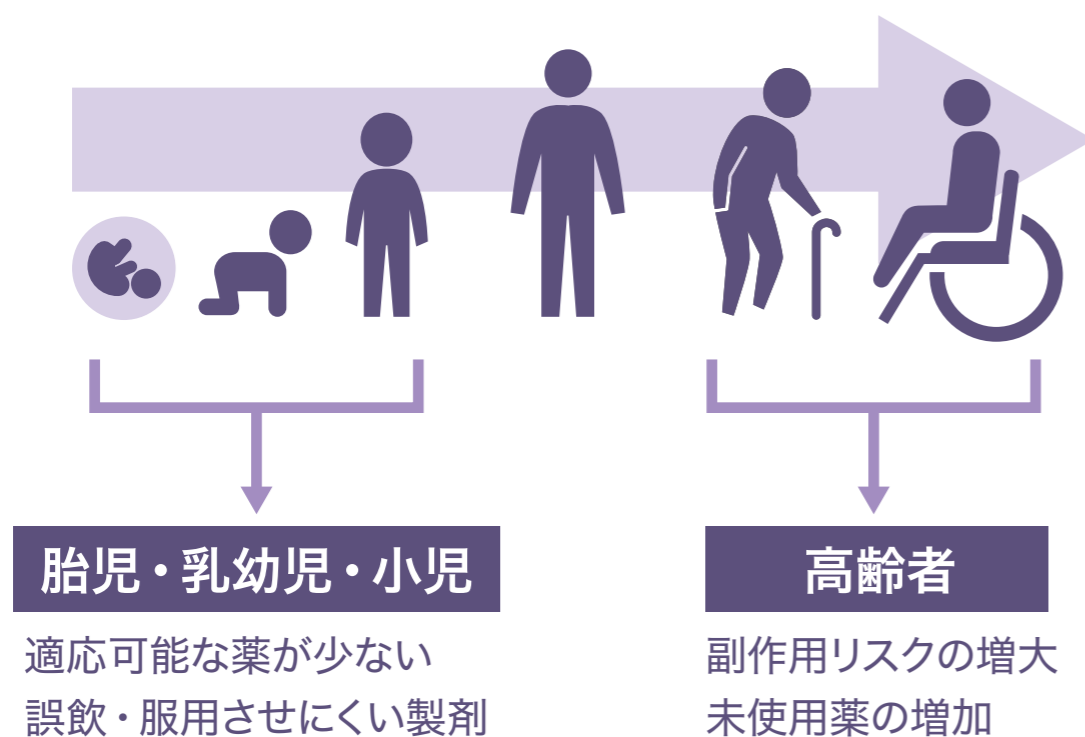 胎児・乳幼児・小児
適応可能な薬が少ない
誤飲・服用させにくい製剤
高齢者
副作用リスクの増大
未使用薬の増加